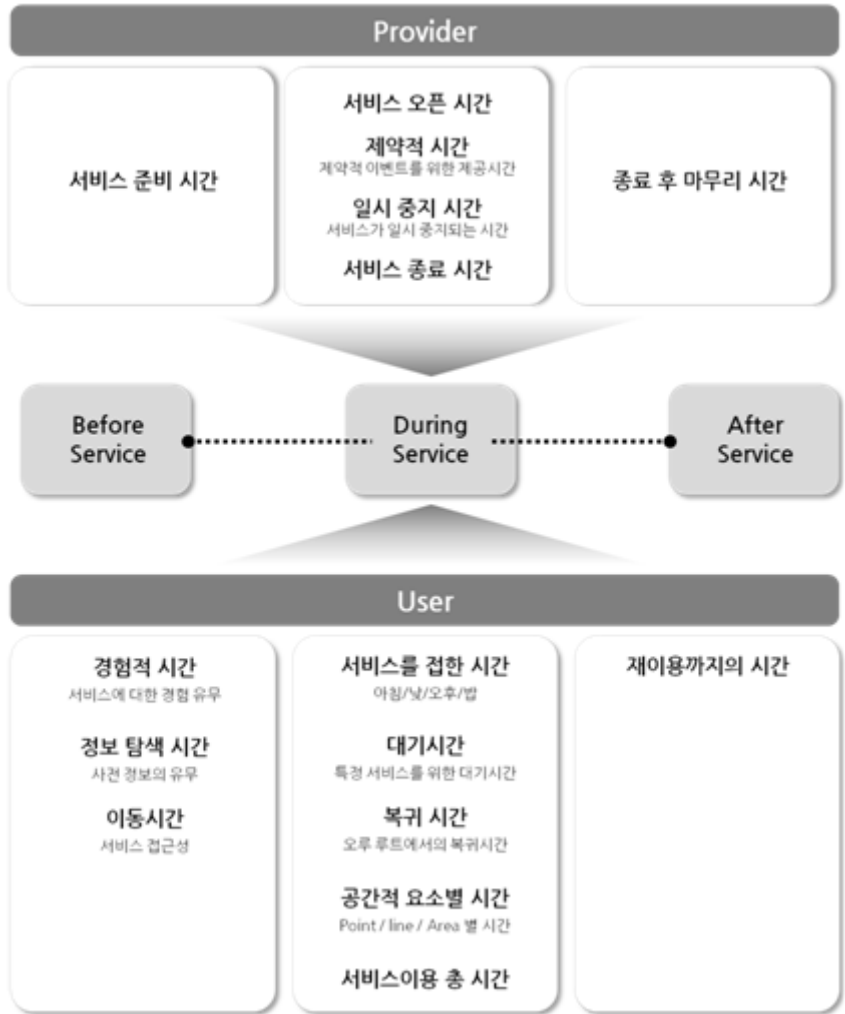 Provider
서비스 준비 시간
서비스 오픈 시간
제약적 시간
제약적 이벤트를 위한 제공시간
일시 중지 시간
서비스가 일시 중지되는 시간
서비스 종료 시간
종료 후 마무리 시간
Before
Service
During
Service
After
Service
User
경험적 시간
서비스에 대한 경험 유무
정보 탐색 시간
사전 정보의 유무
이동시간
서비스 접근성
서비스를 접한 시간
아침/낮/오후/밥
대기시간
특정 서비스를 위한 대기시간
복귀 시간
오루 루트에서의 복귀시간
공간적 요소별 시간
Point / line / Area 별 시간
서비스이용 총 시간
재이용까지의 시간